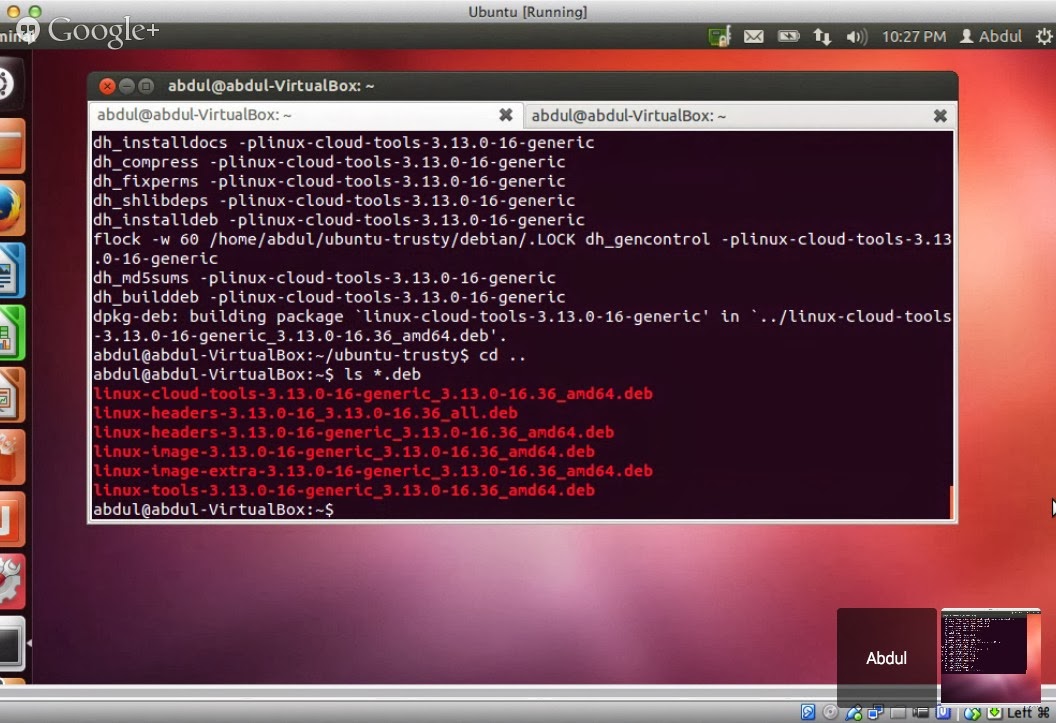 Ubuntu [Running]
Google+
10:27 PM Abdul
abdul@abdul-VirtualBox: ~
abdul@abdul-VirtualBox: ~
abdul@abdul-VirtualBox: ~
dh_installdocs -plinux-cloud-tools-3.13.0-16-generic
dh_compress -plinux-cloud-tools-3.13.0-16-generic
dh_fixperms -plinux-cloud-tools-3.13.0-16-generic
dh_shlibdeps -plinux-cloud-tools-3.13.0-16-generic
dh_installdeb -plinux-cloud-tools-3.13.0-16-generic
flock -w 60 /home/abdul/ubuntu-trusty/debian/.LOCK dh_gencontrol -plinux-cloud-tools-3.13
.0-16-generic
dh_md5sums -plinux-cloud-tools-3.13.0-16-generic
dh_builddeb -plinux-cloud-tools-3.13.0-16-generic
dpkg-deb: building package `linux-cloud-tools-3.13.0-16-generic' in `../linux-cloud-tools
-3.13.0-16-generic_3.13.0-16.36_amd64.deb'.
abdul@abdul-VirtualBox:~/ubuntu-trusty$ cd ..
abdul@abdul-VirtualBox:~$ ls *.deb
linux-cloud-tools-3.13.0-16-generic_3.13.0-16.36_amd64.deb
linux-headers-3.13.0-16_3.13.0-16.36_all.deb
linux-headers-3.13.0-16-generic_3.13.0-16.36_amd64.deb
linux-image-3.13.0-16-generic_3.13.0-16.36_amd64.deb
linux-image-extra-3.13.0-16-generic_3.13.0-16.36_amd64.deb
linux-tools-3.13.0-16-generic_3.13.0-16.36_amd64.deb
abdul@abdul-VirtualBox:~$
Abdul
Left ⌘